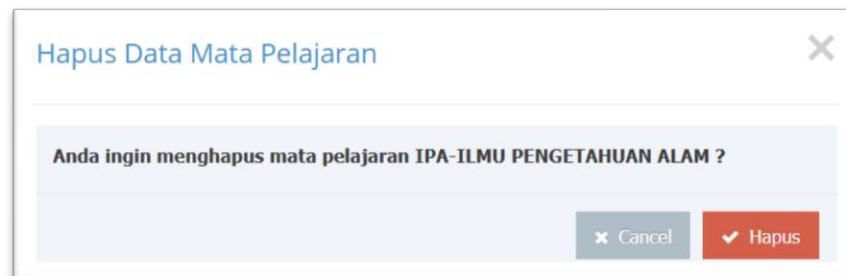 Hapus Data Mata Pelajaran
Anda ingin menghapus mata pelajaran IPA-ILMU PENGETAHUAN ALAM ?
Cancel
Hapus